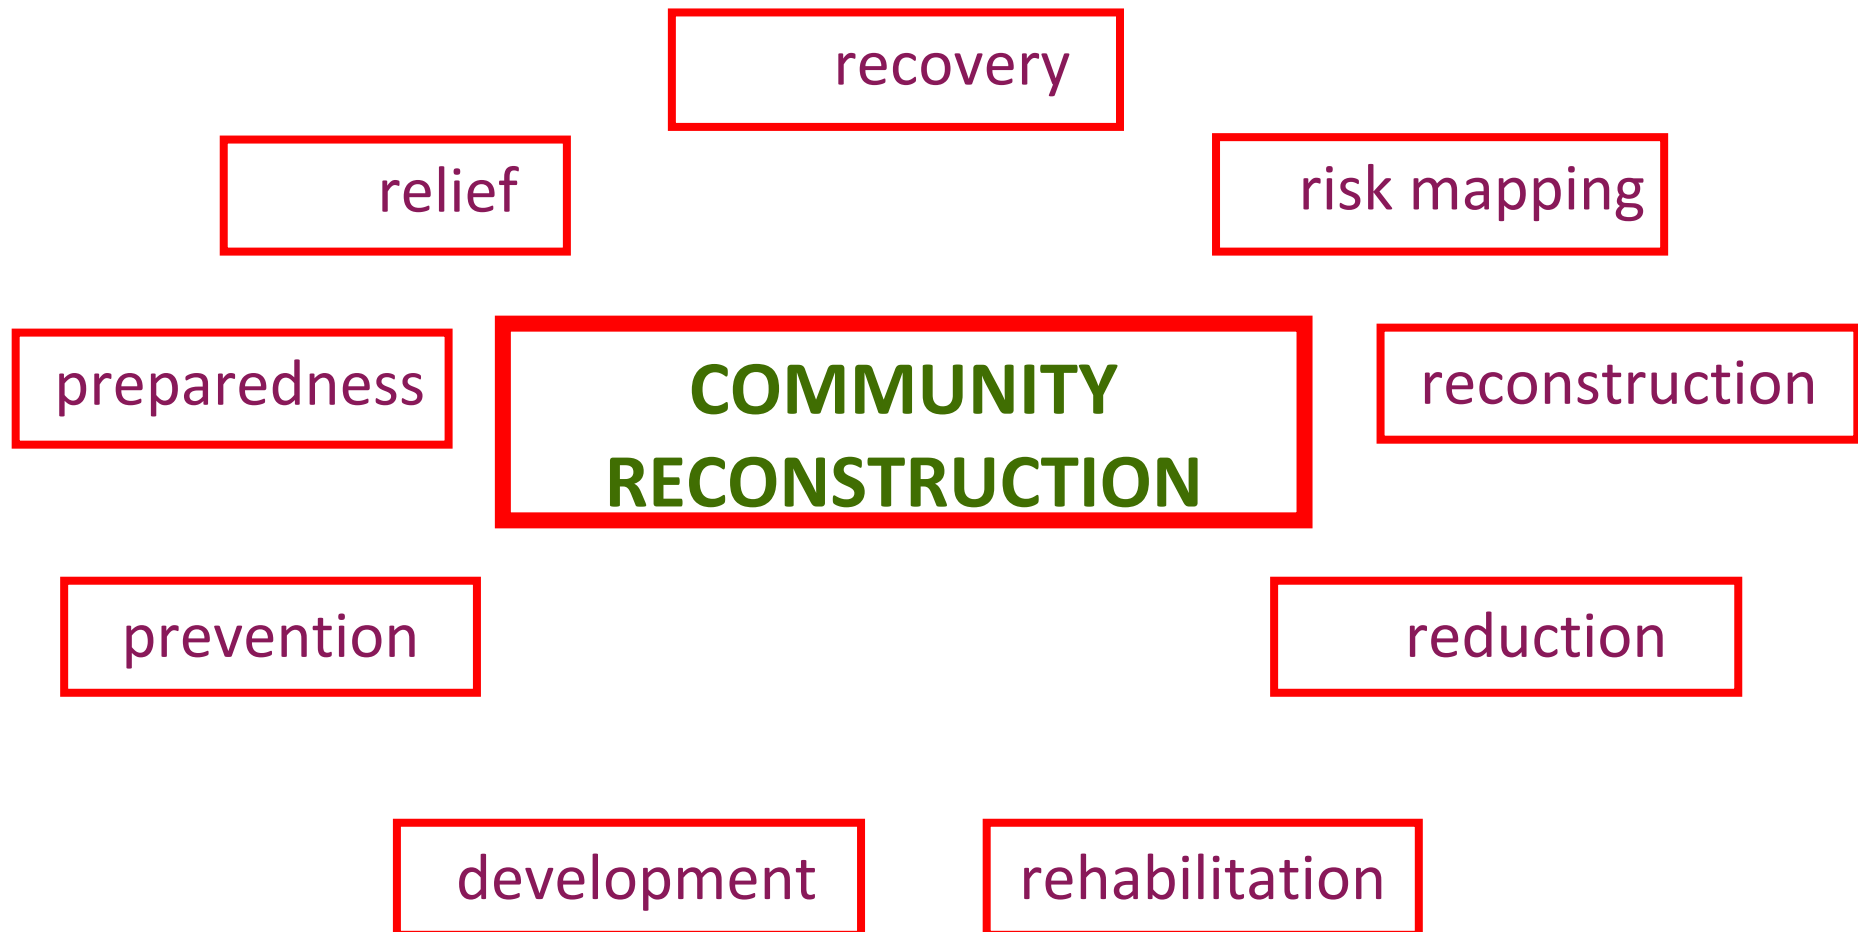 recovery
relief
risk mapping
preparedness
COMMUNITY
RECONSTRUCTION
reconstruction
prevention
reduction
development
rehabilitation